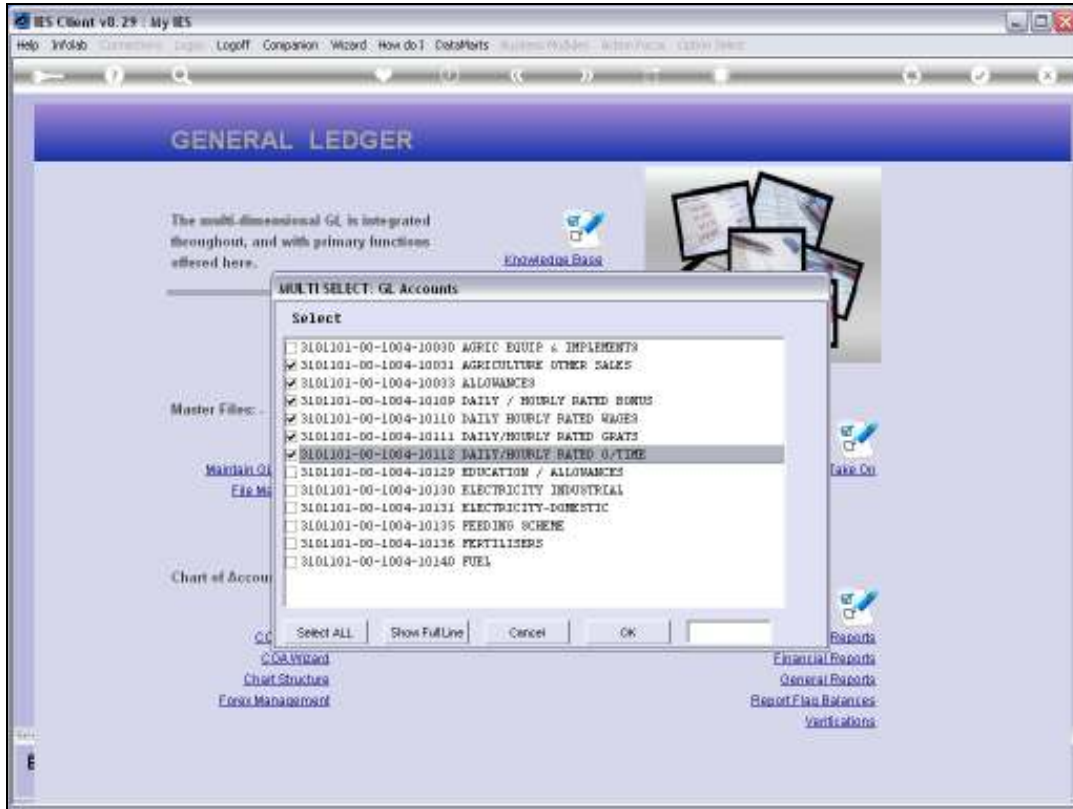 IES Client v8.29 : My IES
Help Infolab Logoff Companion Wizard How do I DataMarts
GENERAL LEDGER
The multi-dimensional GL is integrated
throughout, and with primary functions
offered here.
Knowledge Base
MULTI SELECT: GL Accounts
Select
3101101-00-1004-10030 AGRIC EQUIP & IMPLEMENTS
3101101-00-1004-10031 AGRICULTURE OTHER SALES
3101101-00-1004-10033 ALLOWANCES
3101101-00-1004-10109 DAILY / HOURLY RATED BONUS
3101101-00-1004-10110 DAILY HOURLY RATED WAGES
3101101-00-1004-10111 DAILY/HOURLY RATED GRATS
3101101-00-1004-10112 DAILY/HOURLY RATED O/TIME
3101101-00-1004-10129 EDUCATION / ALLOWANCES
3101101-00-1004-10130 ELECTRICITY INDUSTRIAL
3101101-00-1004-10131 ELECTRICITY-DOMESTIC
3101101-00-1004-10135 FEEDING SCHEME
3101101-00-1004-10136 FERTILISERS
3101101-00-1004-10140 FUEL
Select ALL Show Full Line Cancel OK
Master Files:
Maintain
File
Take On
Chart of
Reports
COA Wizard
Financial Reports
Chart Structure
General Reports
Forex Management
Report Flag Balances
Verifications